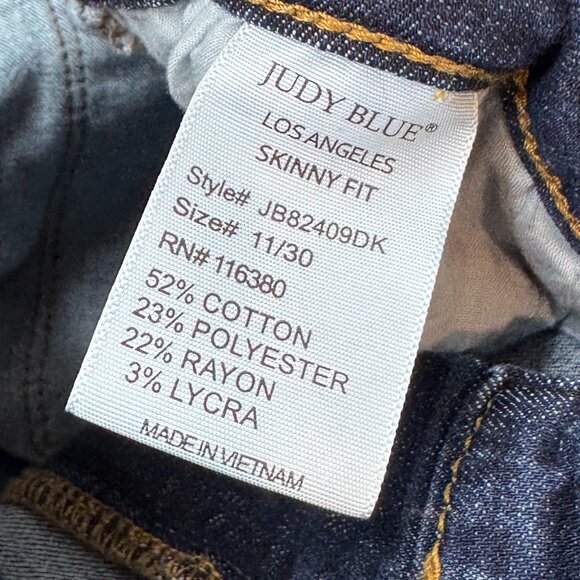 JUDY BLUE®
LOS ANGELES
SKINNY FIT
Style# JB82409DK
Size# 11/30
RN# 116380
52% COTTON
23% POLYESTER
22% RAYON
3% LYCRA
MADE IN VIETNAM